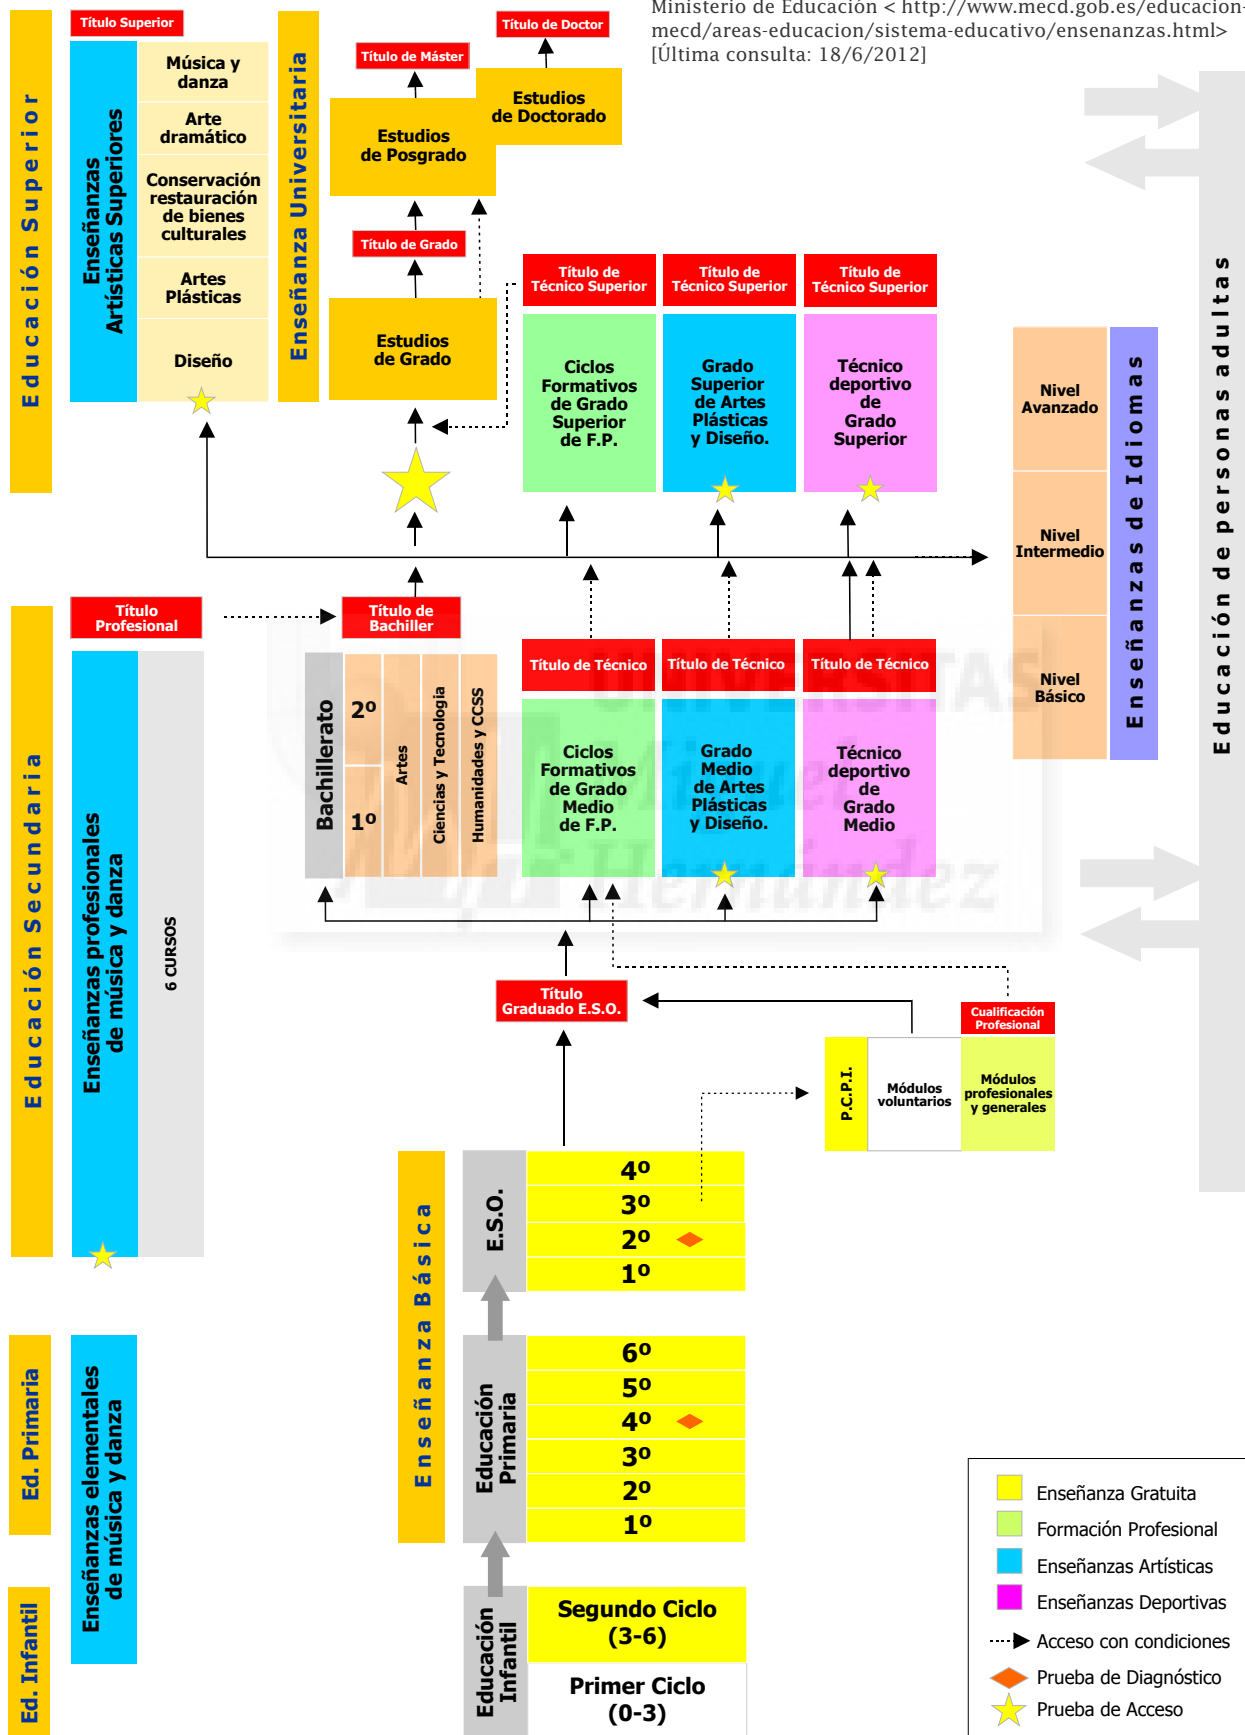 Ministerio de Educación < http://www.mecd.gob.es/educacion-
mecd/areas-educacion/sistema-educativo/ensenanzas.html>
[Última consulta: 18/6/2012]
Educación Superior
Título Superior
Enseñanzas
Artísticas Superiores
Música y
danza
Arte
dramático
Conservación
restauración
de bienes
culturales
Artes
Plásticas
Diseño
Enseñanza Universitaria
Título de Máster
Título de Doctor
Estudios
de Posgrado
Estudios
de Doctorado
Título de Grado
Estudios
de Grado
Título de
Técnico Superior
Título de
Técnico Superior
Título de
Técnico Superior
Ciclos
Formativos
de Grado
Superior
de F.P.
Grado
Superior
de Artes
Plásticas
y Diseño.
Técnico
deportivo
de
Grado
Superior
Nivel
Avanzado
Nivel
Intermedio
Nivel
Básico
Enseñanzas de Idiomas
Educación de personas adultas
Educación Secundaria
Título
Profesional
Enseñanzas profesionales
de música y danza
6 CURSOS
Título de
Bachiller
Bachillerato
2º
1º
Artes
Ciencias y Tecnología
Humanidades y CCSS
Título de Técnico
Título de Técnico
Título de Técnico
Ciclos
Formativos
de Grado
Medio
de F.P.
Grado
Medio
de Artes
Plásticas
y Diseño.
Técnico
deportivo
de
Grado
Medio
UNIVERSITAS
Miguel
Hernández
Título
Graduado E.S.O.
Cualificación
Profesional
P.C.P.I.
Módulos
voluntarios
Módulos
profesionales
y generales
Enseñanza Básica
E.S.O.
4º
3º
2º
1º
Ed. Primaria
Enseñanzas elementales
de música y danza
Educación
Primaria
6º
5º
4º
3º
2º
1º
Ed. Infantil
Educación
Infantil
Segundo Ciclo
(3-6)
Primer Ciclo
(0-3)
Enseñanza Gratuita
Formación Profesional
Enseñanzas Artísticas
Enseñanzas Deportivas
Acceso con condiciones
Prueba de Diagnóstico
Prueba de Acceso